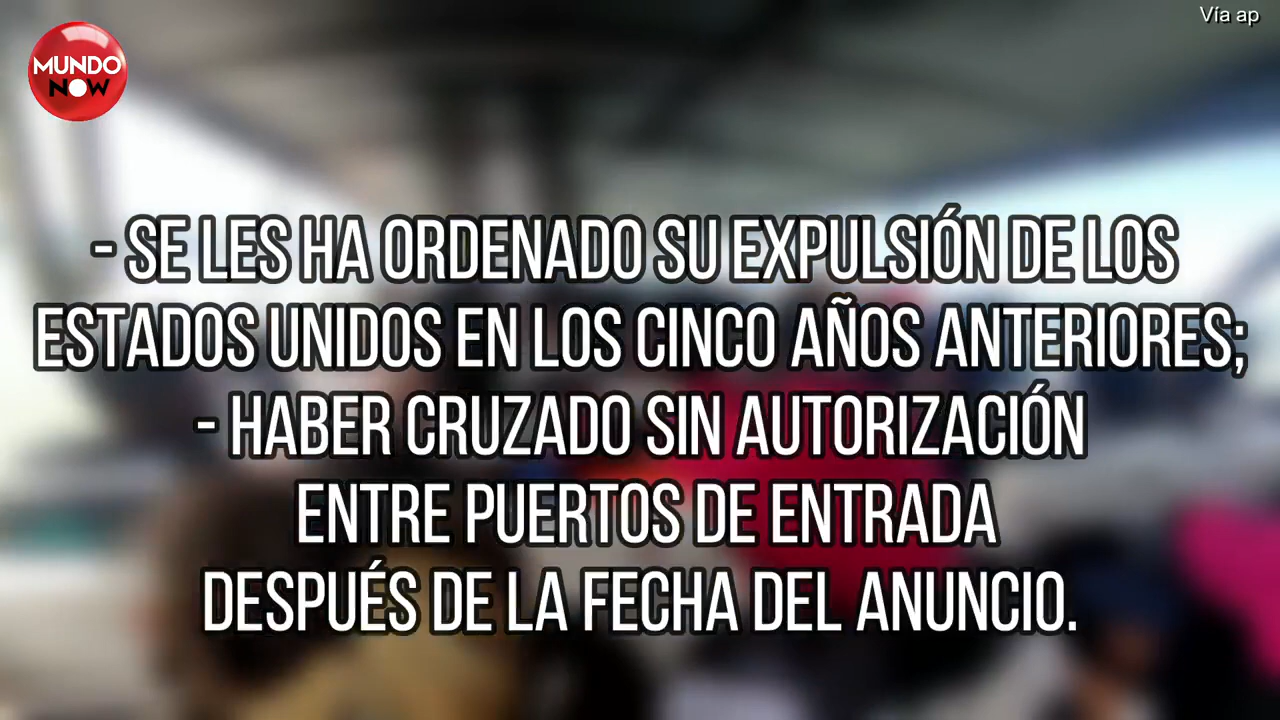 Vía ap
MUNDO
NOW
- SE LES HA ORDENADO SU EXPULSIÓN DE LOS
ESTADOS UNIDOS EN LOS CINCO AÑOS ANTERIORES;
- HABER CRUZADO SIN AUTORIZACIÓN
ENTRE PUERTOS DE ENTRADA
DESPUÉS DE LA FECHA DEL ANUNCIO.